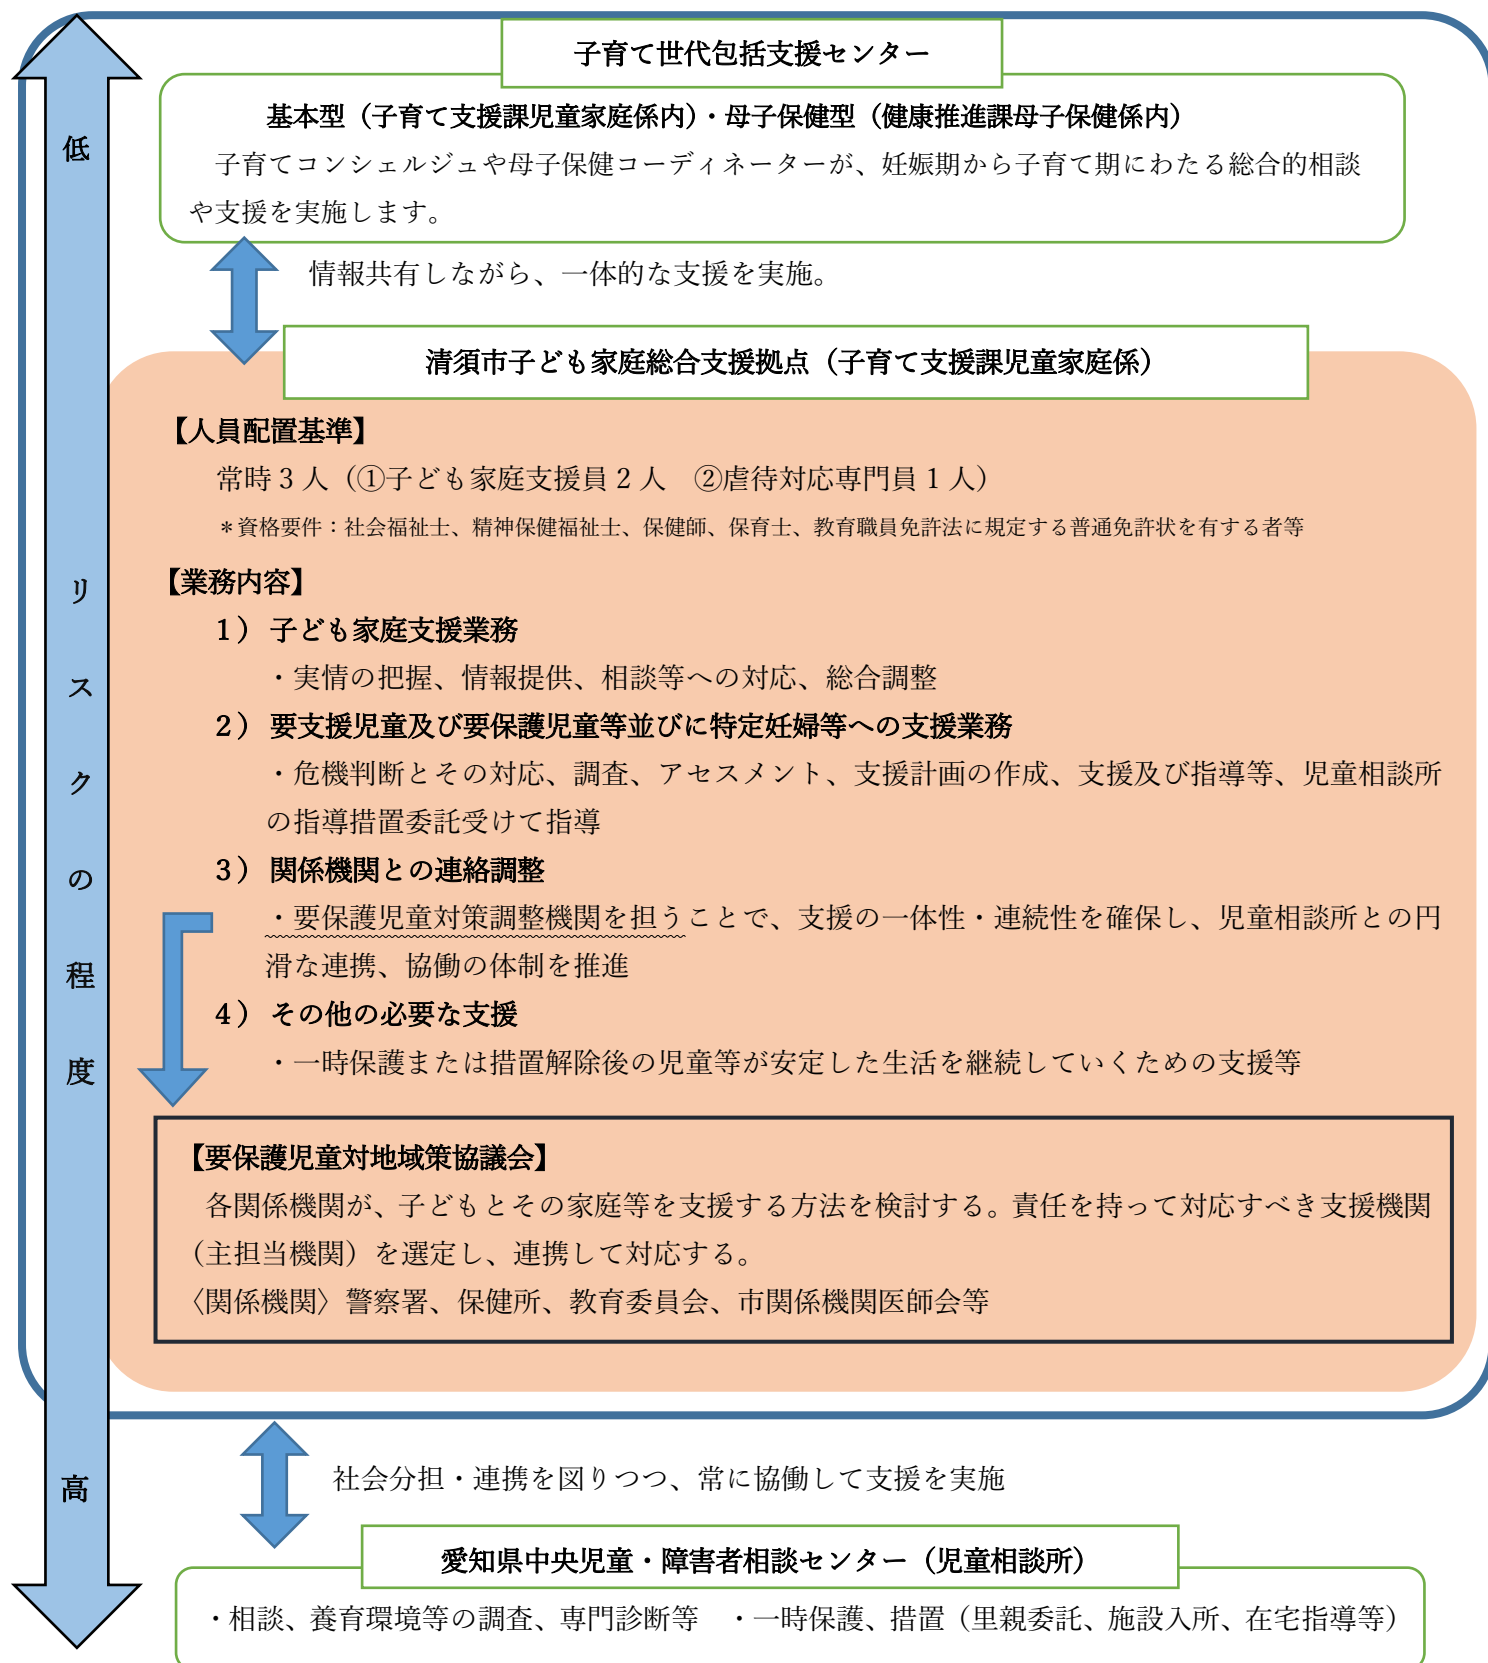 子育て世代包括支援センター
基本型（子育て支援課児童家庭係内）・母子保健型（健康推進課母子保健係内）
子育てコンシェルジュや母子保健コーディネーターが、妊娠期から子育て期にわたる総合的相談
や支援を実施します。
情報共有しながら、一体的な支援を実施。
清須市子ども家庭総合支援拠点（子育て支援課児童家庭係）
【人員配置基準】
常時３人（①子ども家庭支援員２人　②虐待対応専門員１人）
＊資格要件：社会福祉士、精神保健福祉士、保健師、保育士、教育職員免許法に規定する普通免許状を有する者等
【業務内容】
１） 子ども家庭支援業務
・実情の把握、情報提供、相談等への対応、総合調整
２） 要支援児童及び要保護児童等並びに特定妊婦等への支援業務
・危機判断とその対応、調査、アセスメント、支援計画の作成、支援及び指導等、児童相談所
の指導措置委託受けて指導
３） 関係機関との連絡調整
・要保護児童対策調整機関を担うことで、支援の一体性・連続性を確保し、児童相談所との円
滑な連携、協働の体制を推進
４） その他の必要な支援
・一時保護または措置解除後の児童等が安定した生活を継続していくための支援等
【要保護児童対地域策協議会】
各関係機関が、子どもとその家庭等を支援する方法を検討する。責任を持って対応すべき支援機関
（主担当機関）を選定し、連携して対応する。
〈関係機関〉警察署、保健所、教育委員会、市関係機関医師会等
社会分担・連携を図りつつ、常に協働して支援を実施
愛知県中央児童・障害者相談センター（児童相談所）
・相談、養育環境等の調査、専門診断等　・一時保護、措置（里親委託、施設入所、在宅指導等）
低
リスクの程度
高